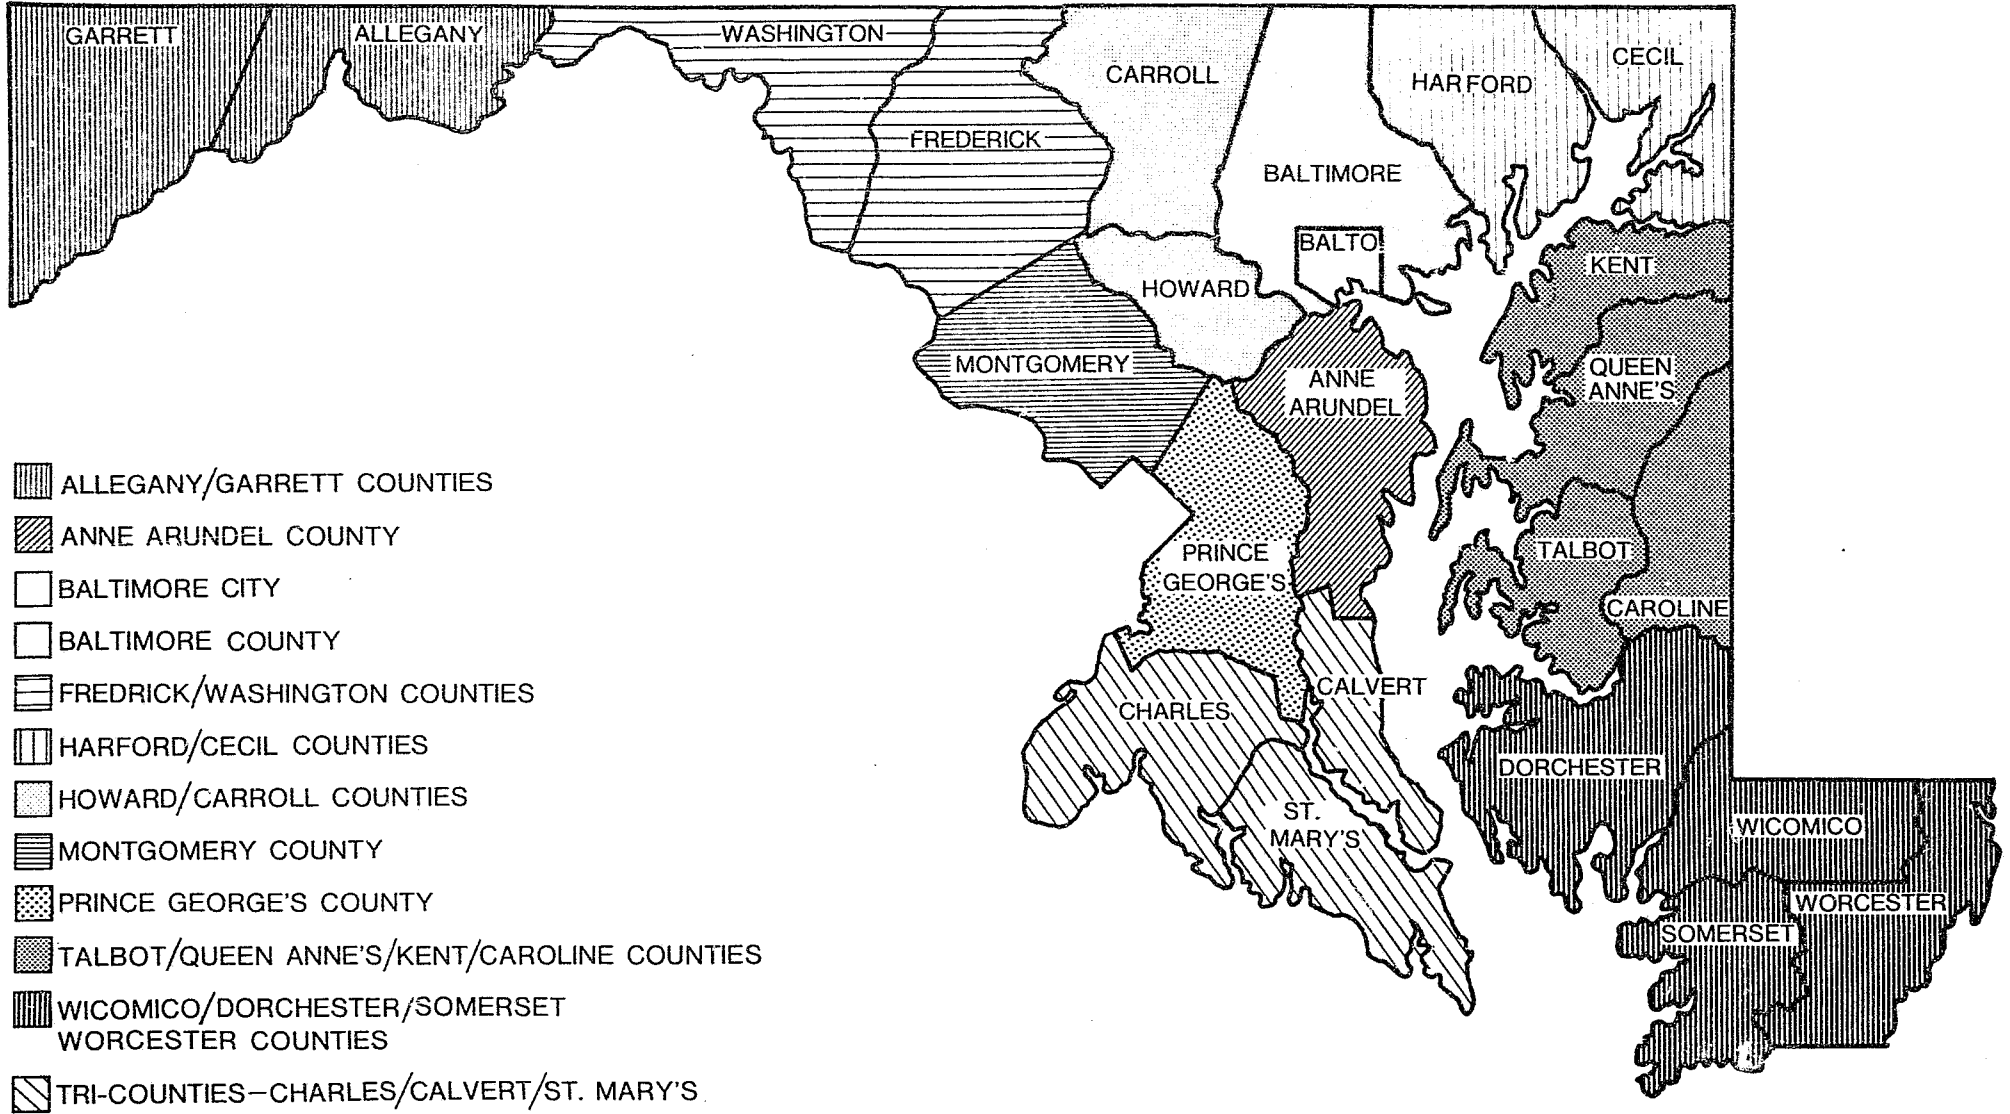 GARRETT
ALLEGANY
WASHINGTON
FREDERICK
CARROLL
BALTIMORE
BALTO
HARFORD
CECIL
HOWARD
KENT
MONTGOMERY
ANNE
ARUNDEL
QUEEN
ANNE'S
PRINCE
GEORGE'S
TALBOT
CAROLINE
CALVERT
CHARLES
ST.
MARY'S
DORCHESTER
WICOMICO
WORCESTER
SOMERSET
ALLEGANY/GARRETT COUNTIES
ANNE ARUNDEL COUNTY
BALTIMORE CITY
BALTIMORE COUNTY
FREDRICK/WASHINGTON COUNTIES
HARFORD/CECIL COUNTIES
HOWARD/CARROLL COUNTIES
MONTGOMERY COUNTY
PRINCE GEORGE'S COUNTY
TALBOT/QUEEN ANNE'S/KENT/CAROLINE COUNTIES
WICOMICO/DORCHESTER/SOMERSET
WORCESTER COUNTIES
TRI-COUNTIES—CHARLES/CALVERT/ST. MARY'S